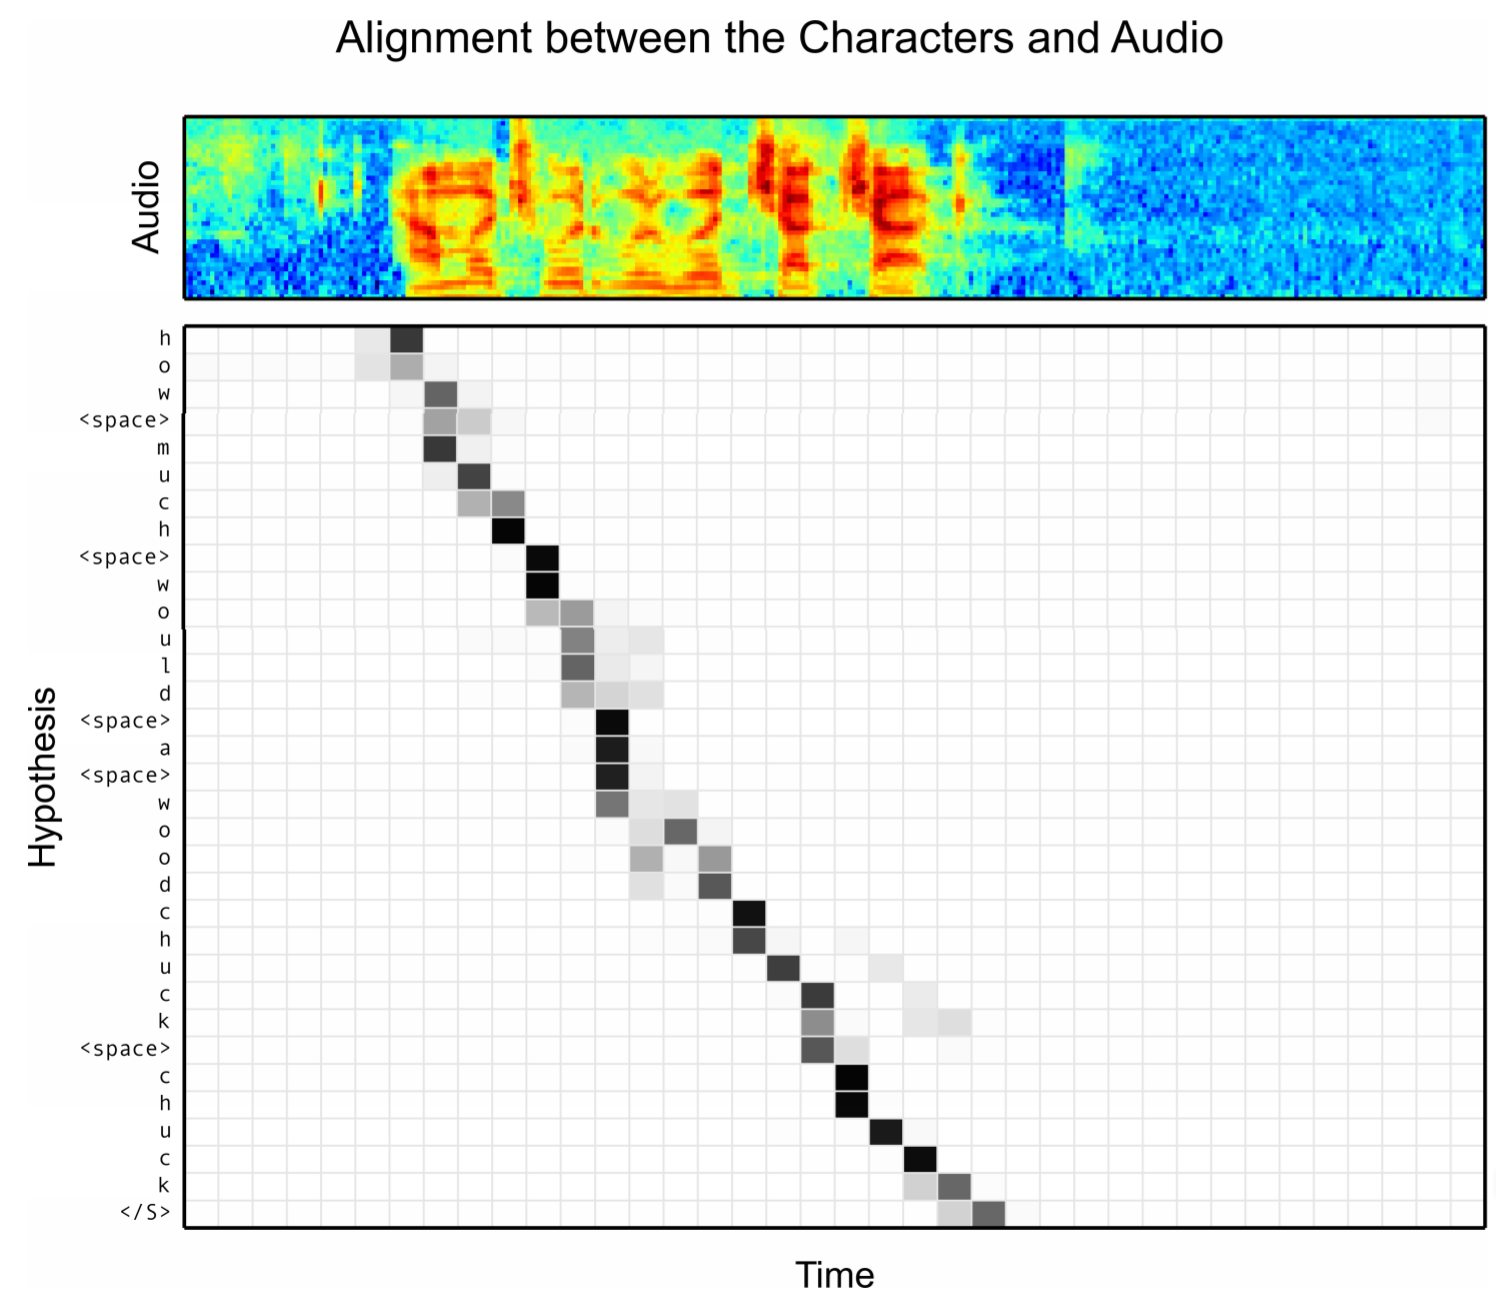 Alignment between the Characters and Audio
Audio
Hypothesis
h
o
w
<space>
m
u
c
h
<space>
w
o
u
l
d
<space>
a
<space>
w
o
o
d
c
h
u
c
k
<space>
c
h
u
c
k
</S>
Time